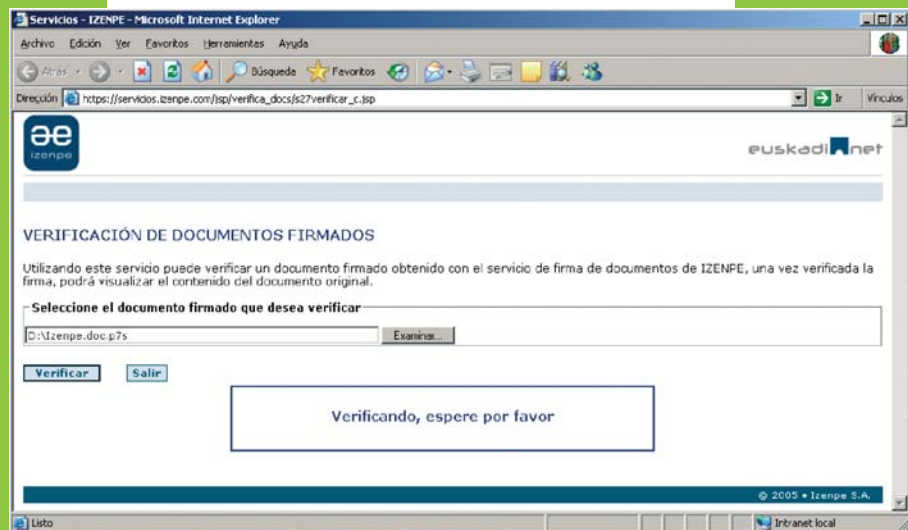 Servicios - IZENPE - Microsoft Internet Explorer
Archivo Edición Ver Favoritos Herramientas Ayuda
Atrás Búsqueda Favoritos
Dirección https://servicios.izenpe.com/jsp/verifica_docs/s27verificar_c.jsp Ir Vínculos
izenpe
euskadi net
VERIFICACIÓN DE DOCUMENTOS FIRMADOS
Utilizando este servicio puede verificar un documento firmado obtenido con el servicio de firma de documentos de IZENPE, una vez verificada la
firma, podrá visualizar el contenido del documento original.
Seleccione el documento firmado que desea verificar
D:\Izenpe.doc.p7s Examinar...
Verificar Salir
Verificando, espere por favor
© 2005 • Izenpe S.A.
Listo Intranet local